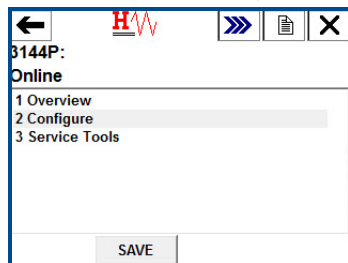 H
3144P:
Online
1 Overview
2 Configure
3 Service Tools
SAVE